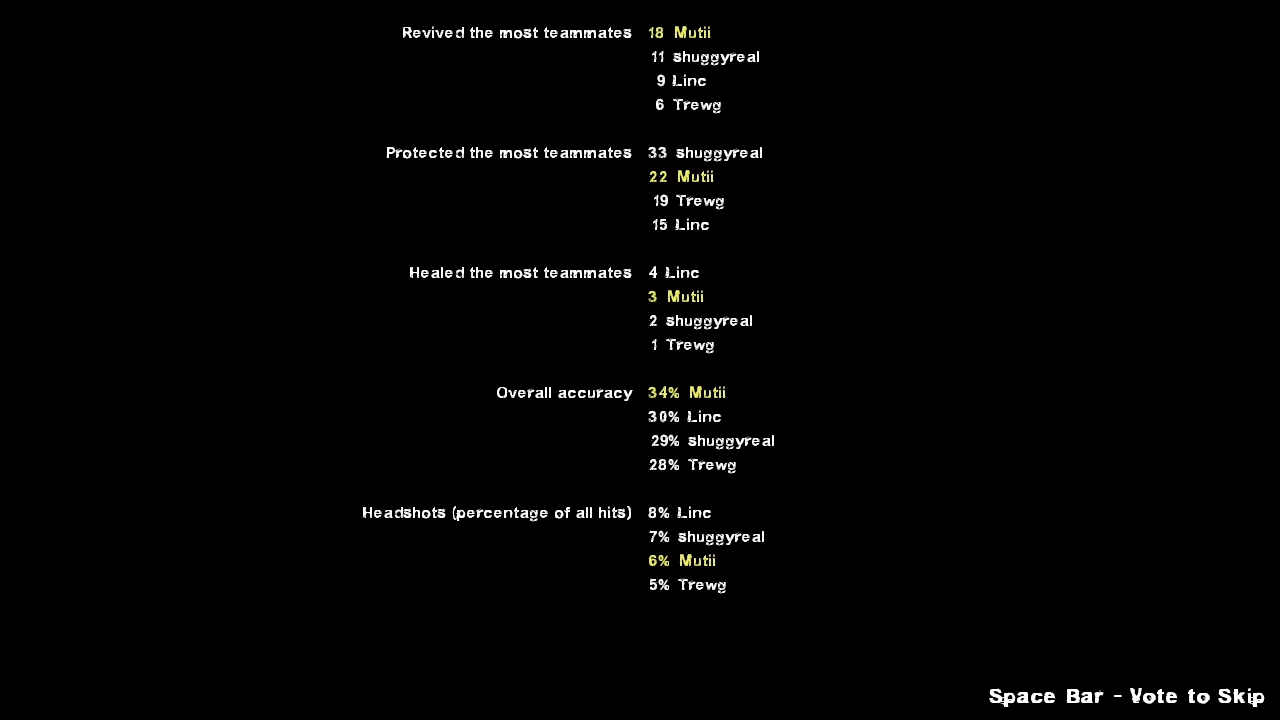 Revived the most teammates 18 Mutii
11 shuggyreal
9 Linc
6 Trewg
Protected the most teammates 33 shuggyreal
22 Mutii
19 Trewg
15 Linc
Healed the most teammates 4 Linc
3 Mutii
2 shuggyreal
1 Trewg
Overall accuracy 34% Mutii
30% Linc
29% shuggyreal
28% Trewg
Headshots (percentage of all hits) 8% Linc
7% shuggyreal
6% Mutii
5% Trewg
Space Bar - Vote to Skip